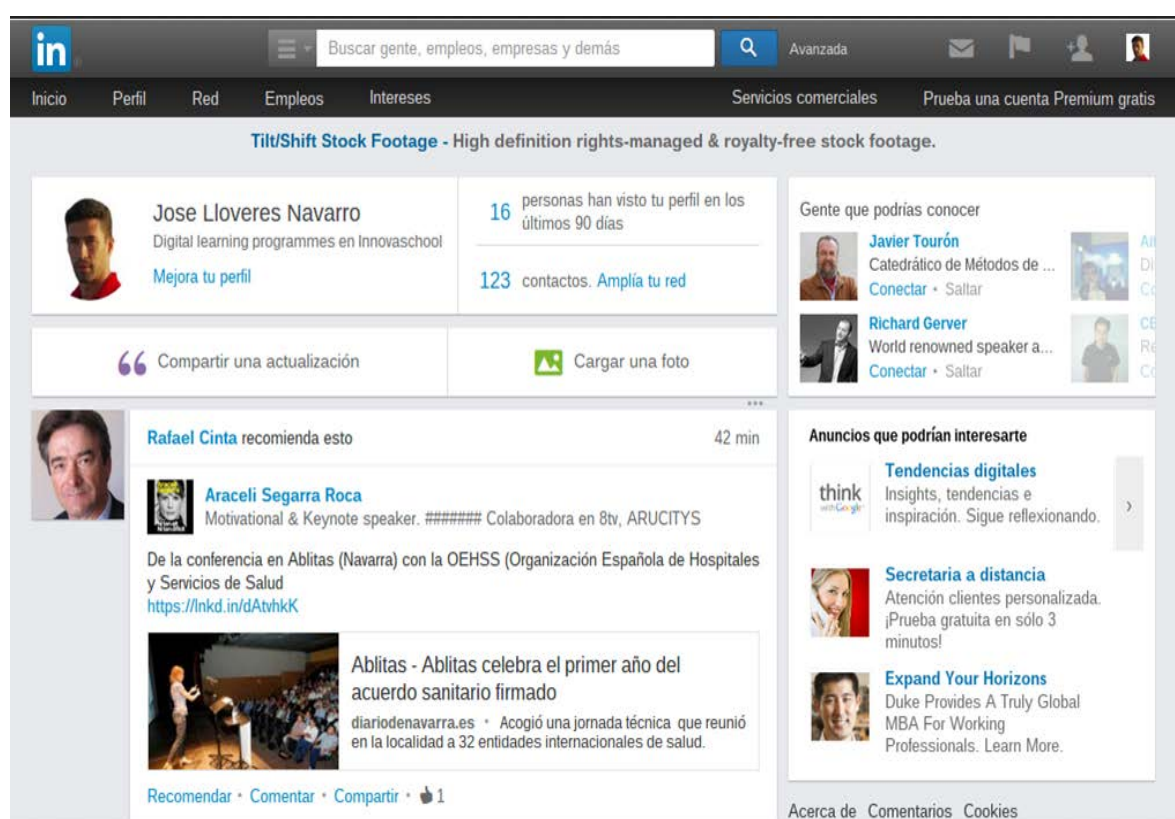 in
Buscar gente, empleos, empresas y demás
Avanzada
Inicio Perfil Red Empleos Intereses Servicios comerciales Prueba una cuenta Premium gratis
Tilt/Shift Stock Footage - High definition rights-managed & royalty-free stock footage.
Jose Lloveres Navarro
Digital learning programmes en Innovaschool
Mejora tu perfil
16 personas han visto tu perfil en los
últimos 90 días
123 contactos. Amplía tu red
Compartir una actualización
Cargar una foto
Gente que podrías conocer
Javier Tourón
Catedrático de Métodos de ...
Conectar • Saltar
Richard Gerver
World renowned speaker a...
Conectar • Saltar
Rafael Cinta recomienda esto 42 min
Araceli Segarra Roca
Motivational & Keynote speaker. ####### Colaboradora en 8tv, ARUCITYS
De la conferencia en Ablitas (Navarra) con la OEHSS (Organización Española de Hospitales
y Servicios de Salud
https://lnkd.in/dAtvhkK
Ablitas - Ablitas celebra el primer año del
acuerdo sanitario firmado
diariodenavarra.es • Acogió una jornada técnica que reunió
en la localidad a 32 entidades internacionales de salud.
Recomendar • Comentar • Compartir • 1
Anuncios que podrían interesarte
think
with Google
Tendencias digitales
Insights, tendencias e
inspiración. Sigue reflexionando.
Secretaria a distancia
Atención clientes personalizada.
¡Prueba gratuita en sólo 3
minutos!
Expand Your Horizons
Duke Provides A Truly Global
MBA For Working
Professionals. Learn More.
Acerca de Comentarios Cookies